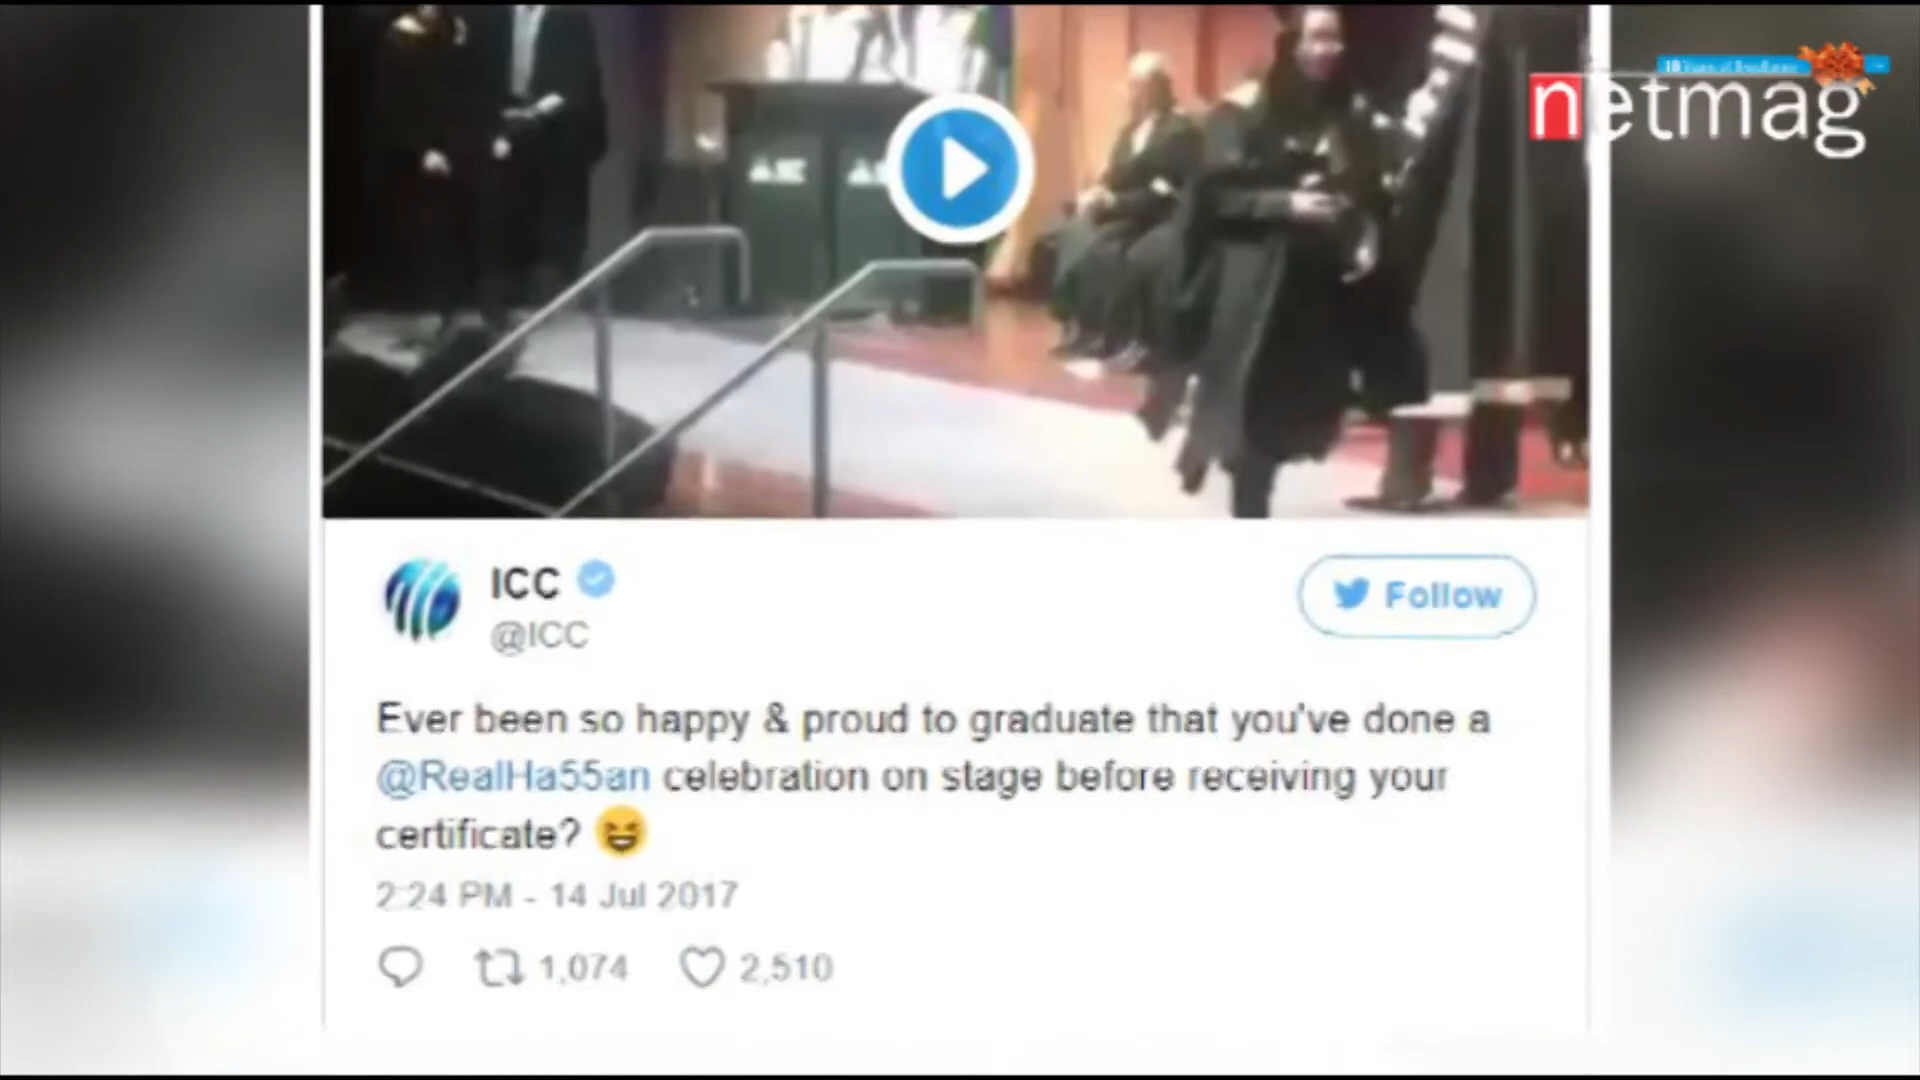 netmag
ICC
@ICC
Follow
Ever been so happy & proud to graduate that you've done a
@RealHa55an celebration on stage before receiving your
certificate? 😆
2:24 PM - 14 Jul 2017
1,074
2,510